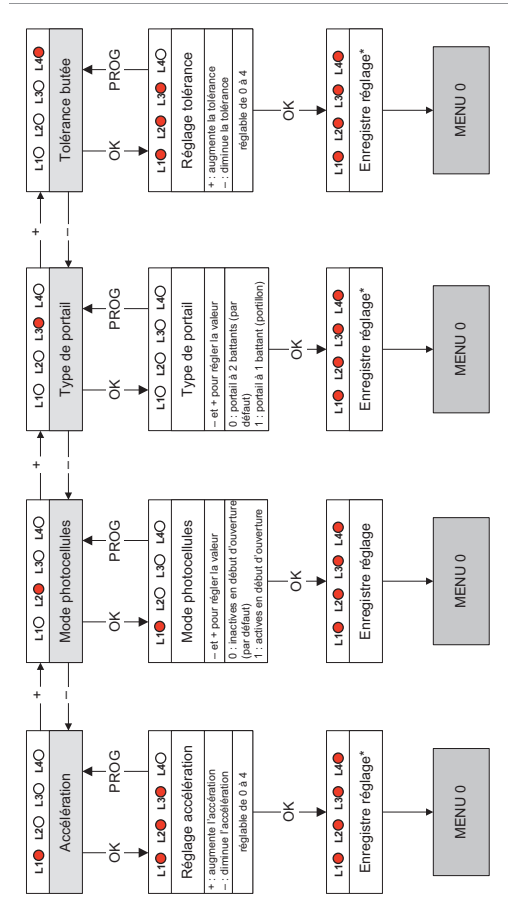 L1 L2 L3 L4
Accélération
OK
PROG
L1 L2 L3 L4
Réglage accélération
+ : augmente l'accération
– : diminue l'accélération
réglable de 0 à 4
OK
L1 L2 L3 L4
Enregistre réglage*
MENU 0
+
–
L1 L2 L3 L4
Mode photocellules
OK
PROG
L1 L2 L3 L4
Mode photocellules
– et + pour régler la valeur
0 : inactives en début d'ouverture
(par défaut)
1 : actives en début d'ouverture
OK
L1 L2 L3 L4
Enregistre réglage
MENU 0
+
–
L1 L2 L3 L4
Type de portail
OK
PROG
L1 L2 L3 L4
Type de portail
– et + pour régler la valeur
0 : portail à 2 battants (par
défaut)
1 : portail à 1 battant (portillon)
OK
L1 L2 L3 L4
Enregistre réglage*
MENU 0
+
–
L1 L2 L3 L4
Tolérance butée
OK
PROG
L1 L2 L3 L4
Réglage tolérance
+ : augmente la tolérance
– : diminue la tolérance
réglable de 0 à 4
OK
L1 L2 L3 L4
Enregistre réglage*
MENU 0